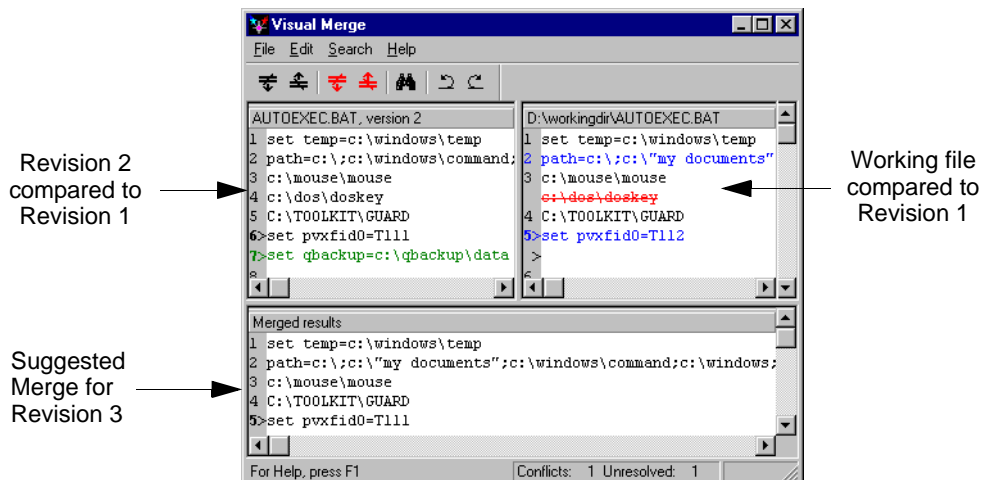 Visual Merge
File Edit Search Help
AUTOEXEC.BAT, version 2
1 set temp=c:\windows\temp
2 path=c:\;c:\windows\command;
3 c:\mouse\mouse
4 c:\dos\doskey
5 C:\TOOLKIT\GUARD
6>set pvxfid0=T111
7>set qbackup=c:\qbackup\data
8
D:\workingdir\AUTOEXEC.BAT
1 set temp=c:\windows\temp
2 path=c:\;c:\"my documents"
3 c:\mouse\mouse
c:\dos\doskey
4 C:\TOOLKIT\GUARD
5>set pvxfid0=T112
>
6
Revision 2
compared to
Revision 1
Working file
compared to
Revision 1
Merged results
1 set temp=c:\windows\temp
2 path=c:\;c:\"my documents";c:\windows\command;c:\windows;
3 c:\mouse\mouse
4 C:\TOOLKIT\GUARD
5>set pvxfid0=T111
Suggested
Merge for
Revision 3
For Help, press F1
Conflicts: 1 Unresolved: 1